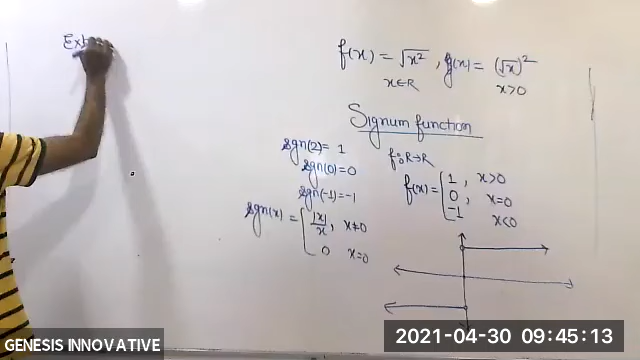 f(x) = √x² , g(x) = (√x)²
x∈R
x>0
Signum function
sgn(2) = 1
sgn(0) = 0
sgn(-1) = -1
sgn(x) = { |x|/x , x≠0
0 x=0
f: R→R
f(x) = { 1 , x>0
0 , x=0
-1 x<0
GENESIS INNOVATIVE
2021-04-30 09:45:13